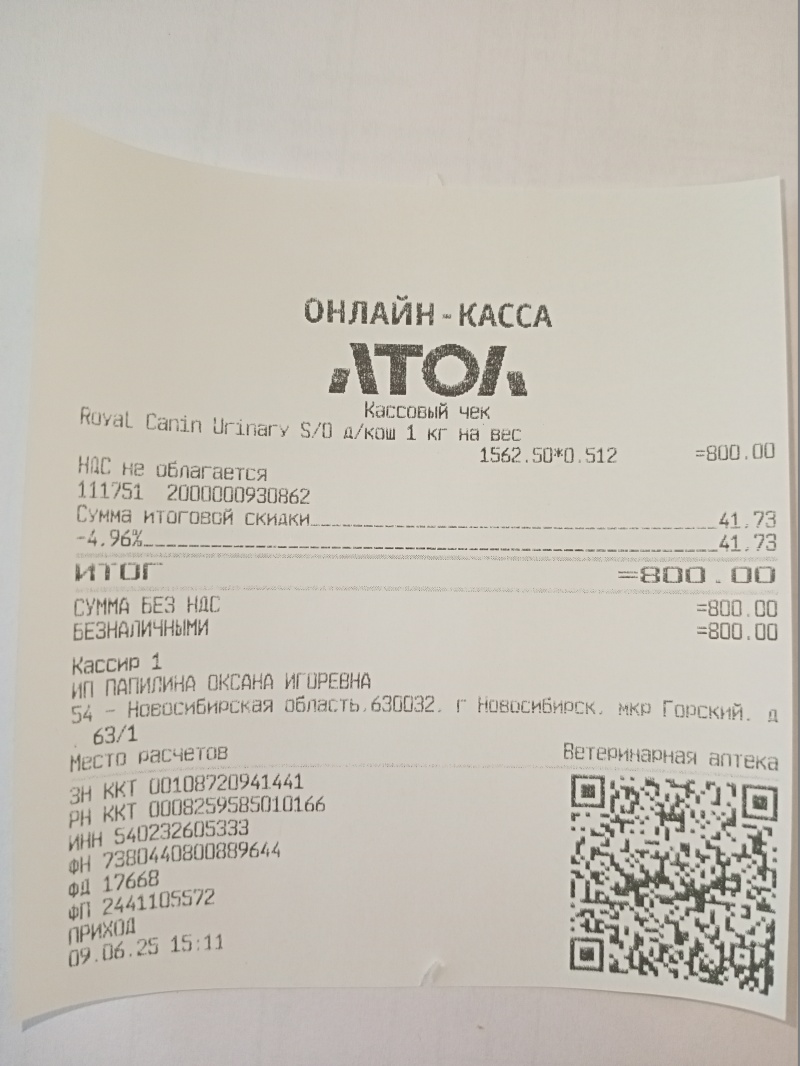 ОНЛАЙН-КАССА
АТОЛ
Кассовый чек
Royal Canin Urinary S/O д/кош 1 кг на вес
1562.50*0.512 =800.00
НДС не облагается
111751 2000000930862
Сумма итоговой скидки 41.73
-4.96% 41.73
ИТОГ =800.00
СУММА БЕЗ НДС =800.00
БЕЗНАЛИЧНЫМИ =800.00
Кассир 1
ИП ПАПИЛИНА ОКСАНА ИГОРЕВНА
54 - Новосибирская область,630032, г Новосибирск, мкр Горский, д
. 63/1
Место расчетов Ветеринарная аптека
ЗН ККТ 00108720941441
РН ККТ 0008259585010166
ИНН 540232605333
ФН 7380440800889644
ФД 17668
ФП 2441105572
ПРИХОД
09.06.25 15:11